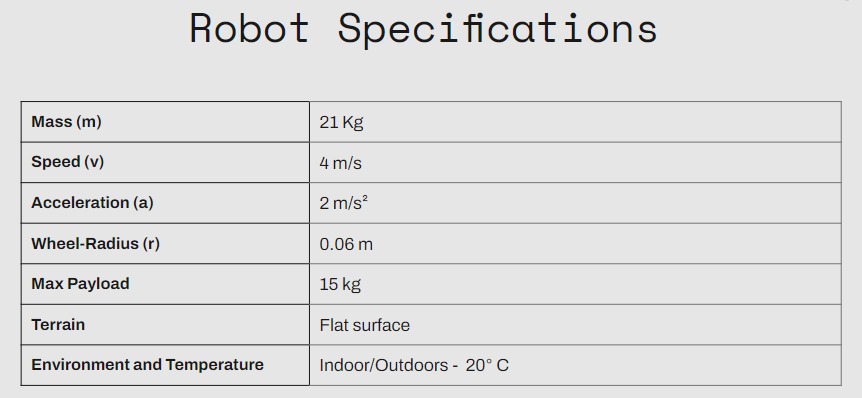 Robot Specifications
Mass (m) 21 Kg
Speed (v) 4 m/s
Acceleration (a) 2 m/s²
Wheel-Radius (r) 0.06 m
Max Payload 15 kg
Terrain Flat surface
Environment and Temperature Indoor/Outdoors - 20° C